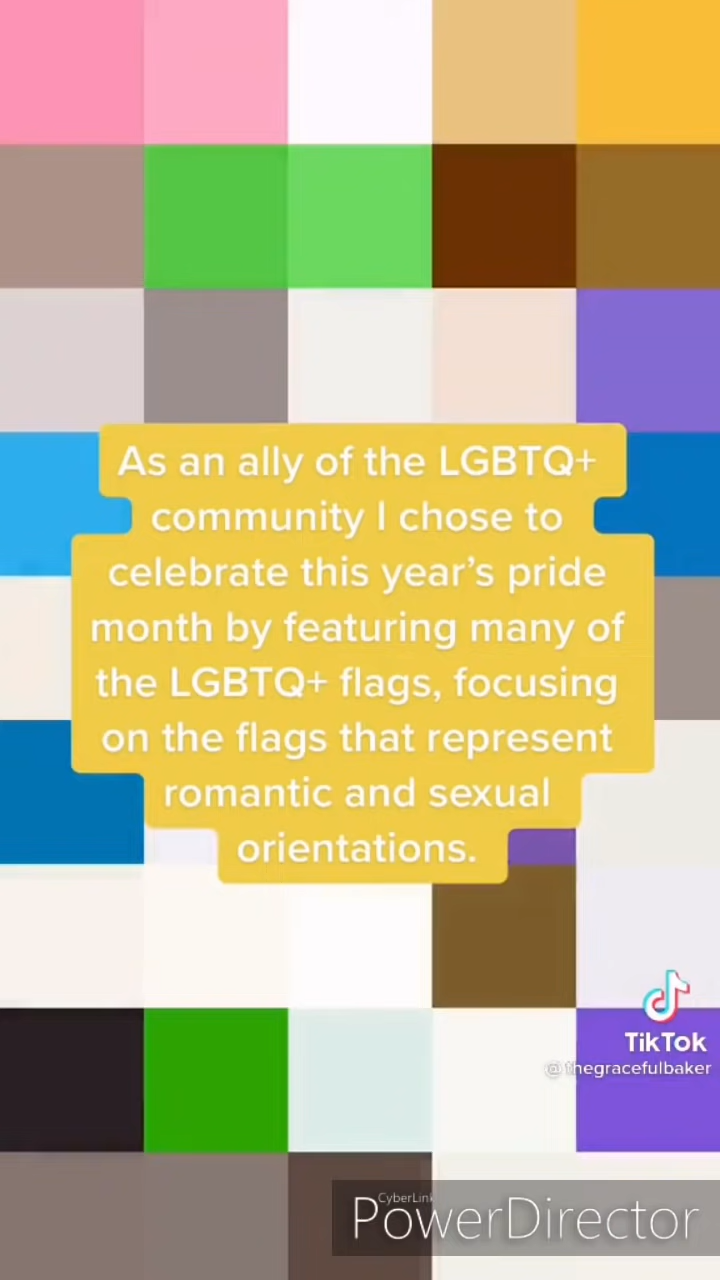 As an ally of the LGBTQ+
community I chose to
celebrate this year’s pride
month by featuring many of
the LGBTQ+ flags, focusing
on the flags that represent
romantic and sexual
orientations.
TikTok
@thegracefulbaker
CyberLink
PowerDirector